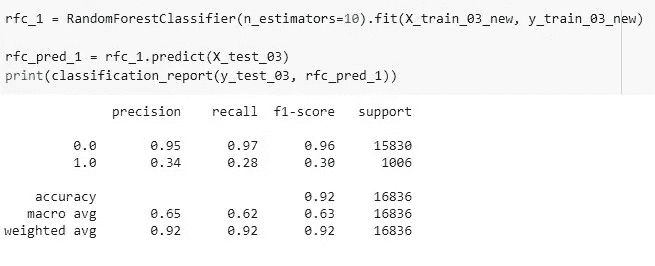 rfc_1 = RandomForestClassifier(n_estimators=10).fit(X_train_03_new, y_train_03_new)
rfc_pred_1 = rfc_1.predict(X_test_03)
print(classification_report(y_test_03, rfc_pred_1))
precision recall f1-score support
0.0 0.95 0.97 0.96 15830
1.0 0.34 0.28 0.30 1006
accuracy 0.92 16836
macro avg 0.65 0.62 0.63 16836
weighted avg 0.92 0.92 0.92 16836